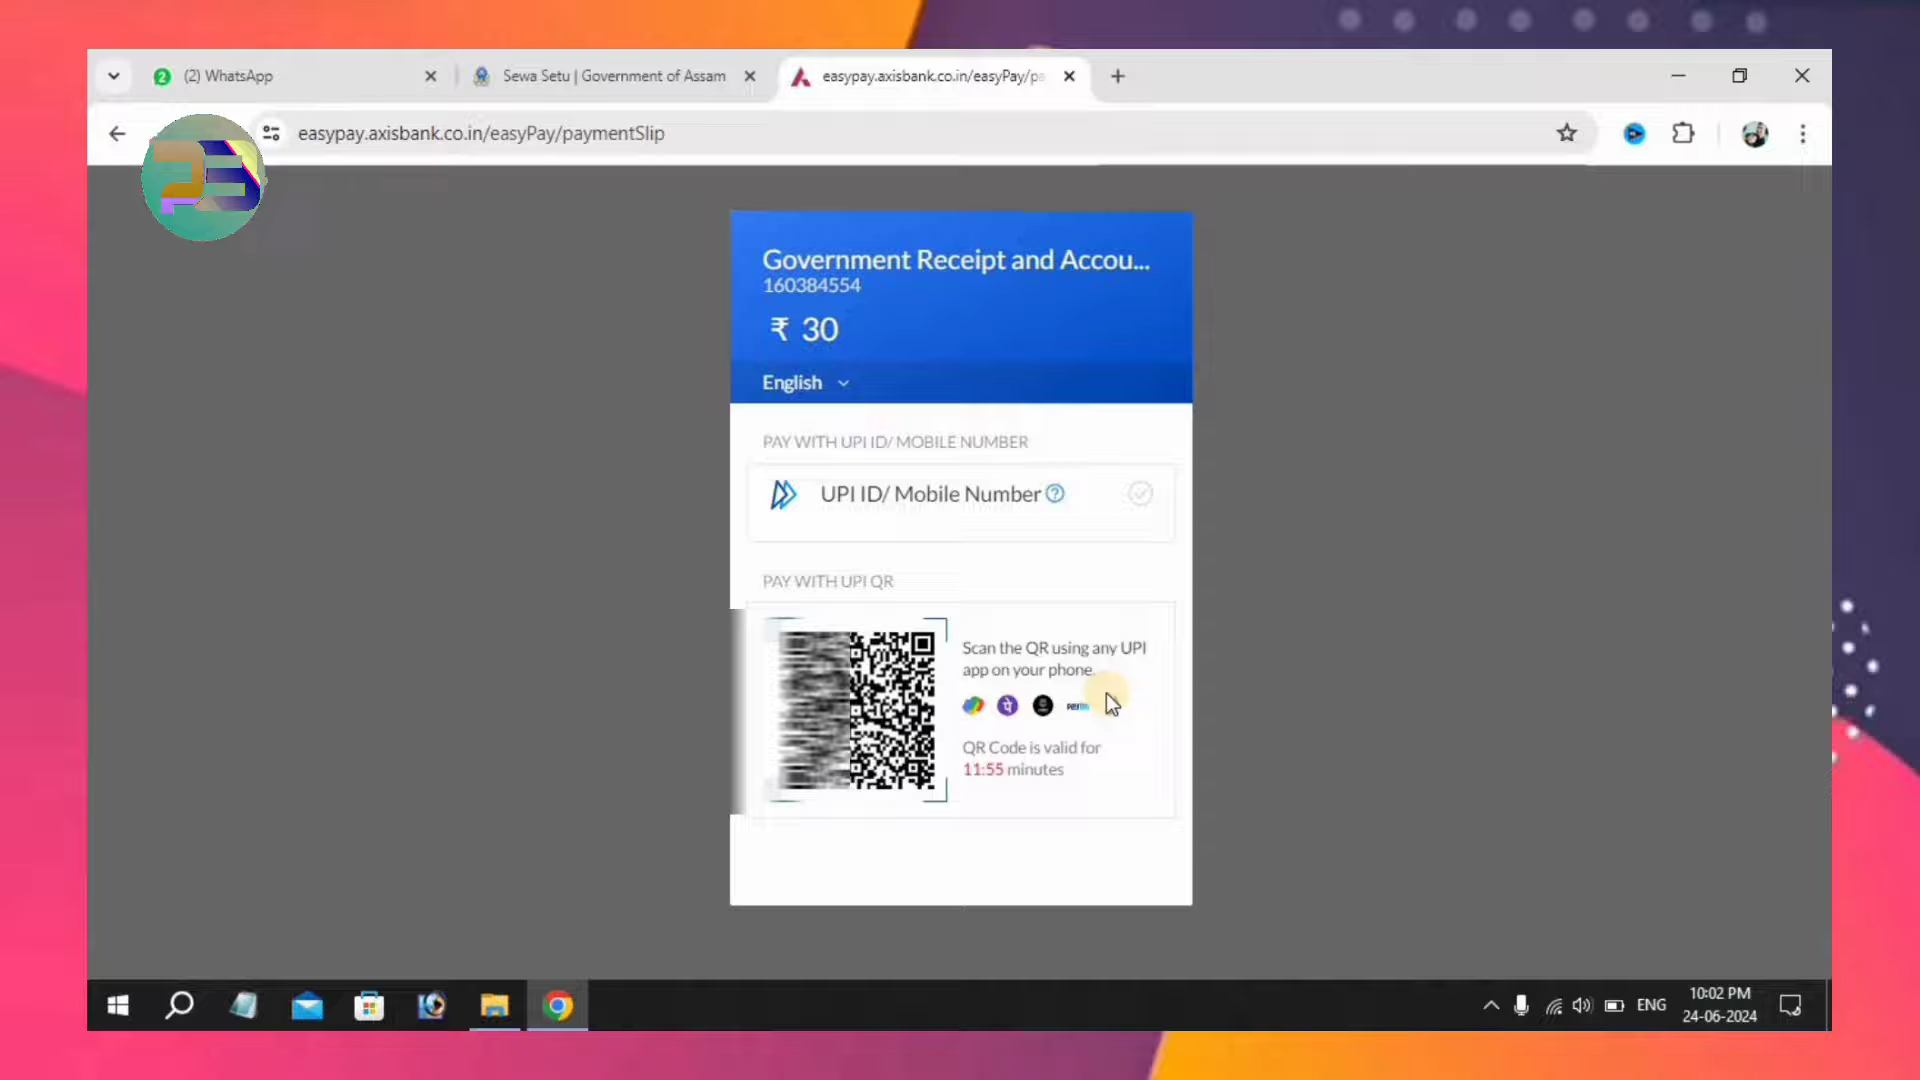 2
(2) WhatsApp
Sewa Setu | Government of Assam
easypay.axisbank.co.in/easyPay/pa
easypay.axisbank.co.in/easyPay/paymentSlip
Government Receipt and Accou...
160384554
₹ 30
English
PAY WITH UPI ID/ MOBILE NUMBER
UPI ID/ Mobile Number ?
PAY WITH UPI QR
Scan the QR using any UPI
app on your phone.
पे
QR Code is valid for
11:55 minutes
ENG
10:02 PM
24-06-2024